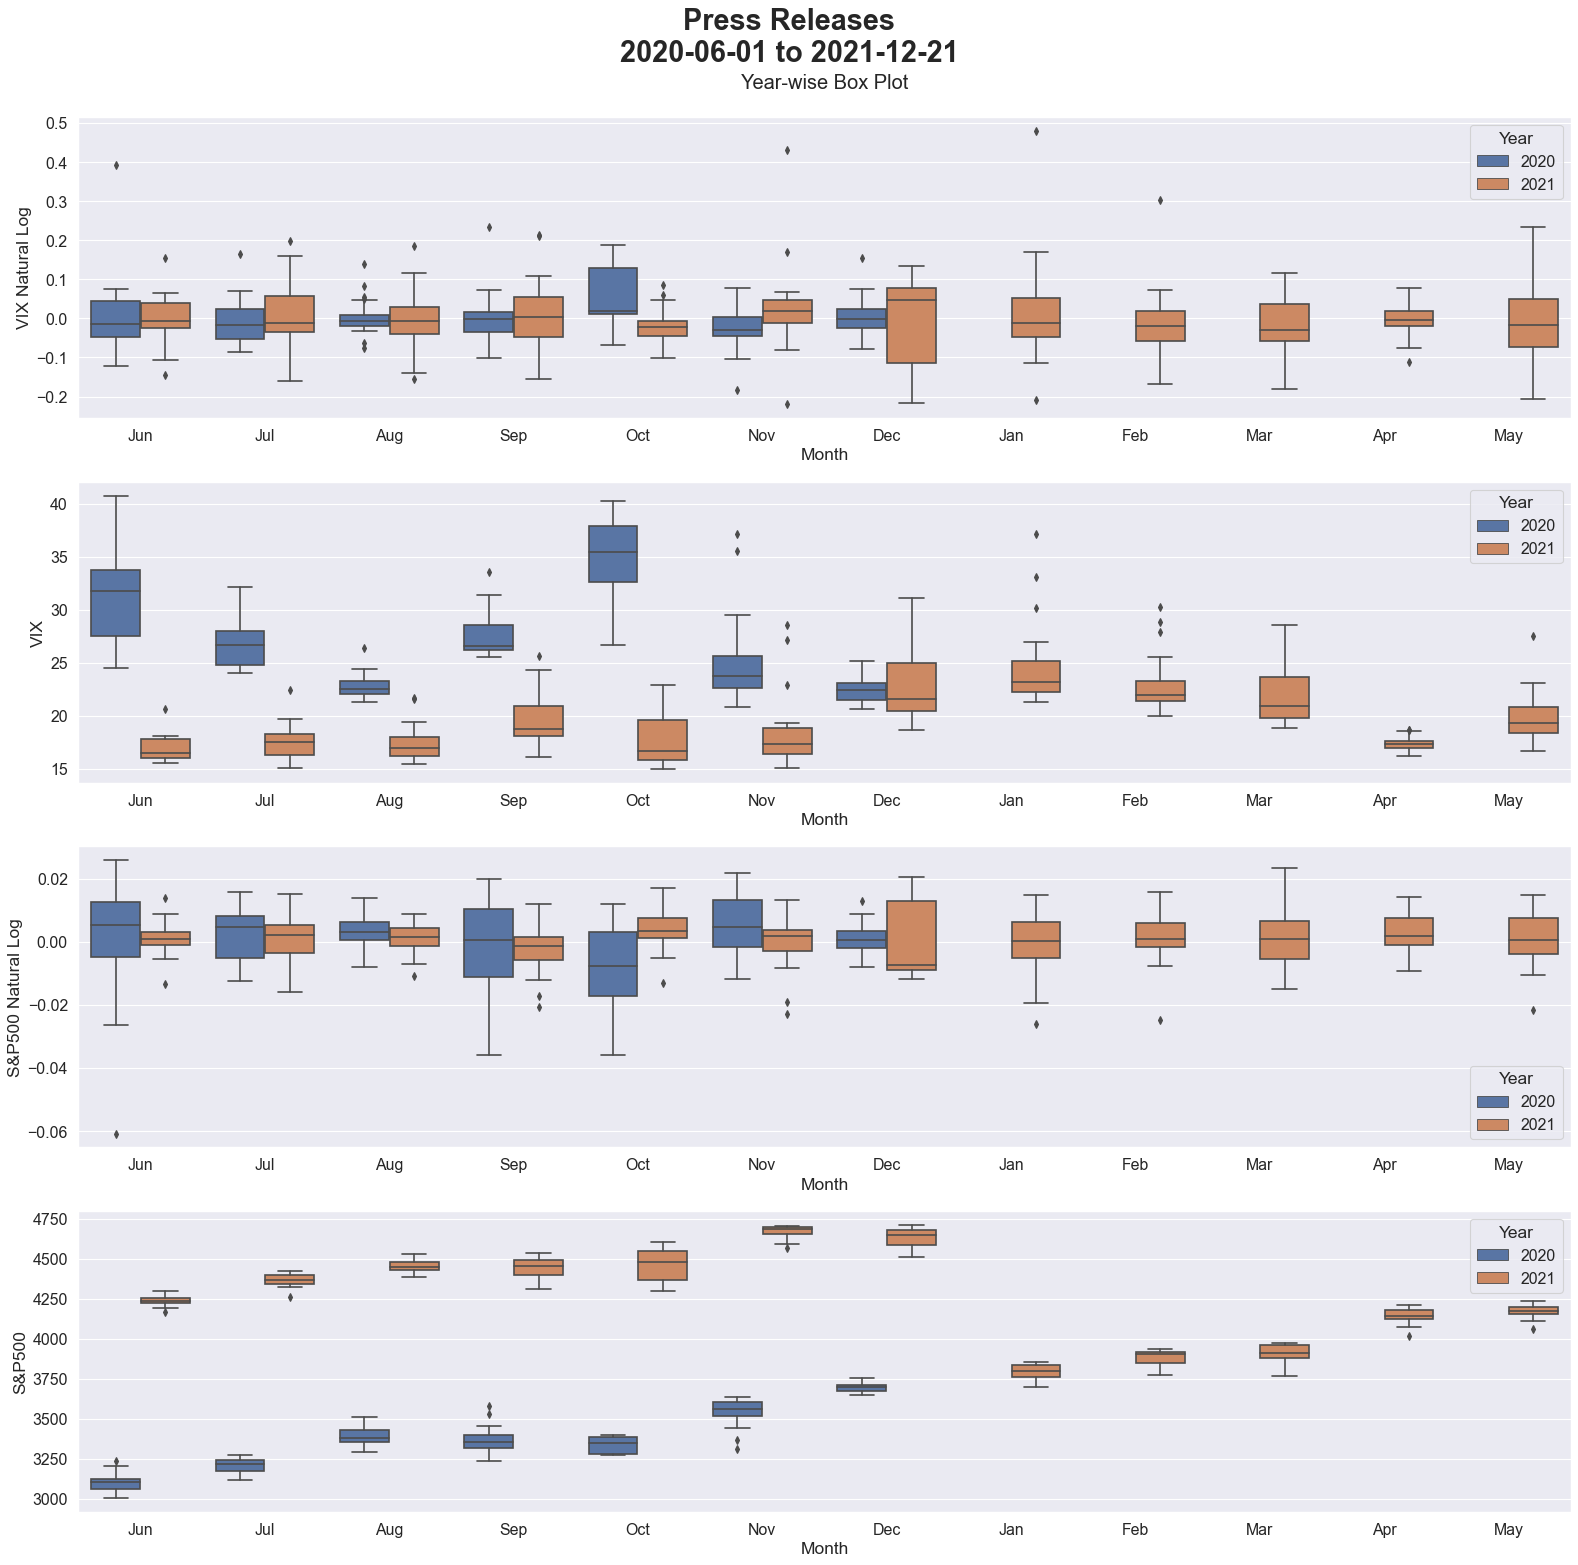 Press Releases
2020-06-01 to 2021-12-21
Year-wise Box Plot
VIX Natural Log
0.5
0.4
0.3
0.2
0.1
0.0
−0.1
−0.2
Year
2020
2021
Jun Jul Aug Sep Oct Nov Dec Jan Feb Mar Apr May
Month
VIX
40
35
30
25
20
15
Year
2020
2021
Jun Jul Aug Sep Oct Nov Dec Jan Feb Mar Apr May
Month
S&P500 Natural Log
0.02
0.00
−0.02
−0.04
−0.06
Year
2020
2021
Jun Jul Aug Sep Oct Nov Dec Jan Feb Mar Apr May
Month
S&P500
4750
4500
4250
4000
3750
3500
3250
3000
Year
2020
2021
Jun Jul Aug Sep Oct Nov Dec Jan Feb Mar Apr May
Month